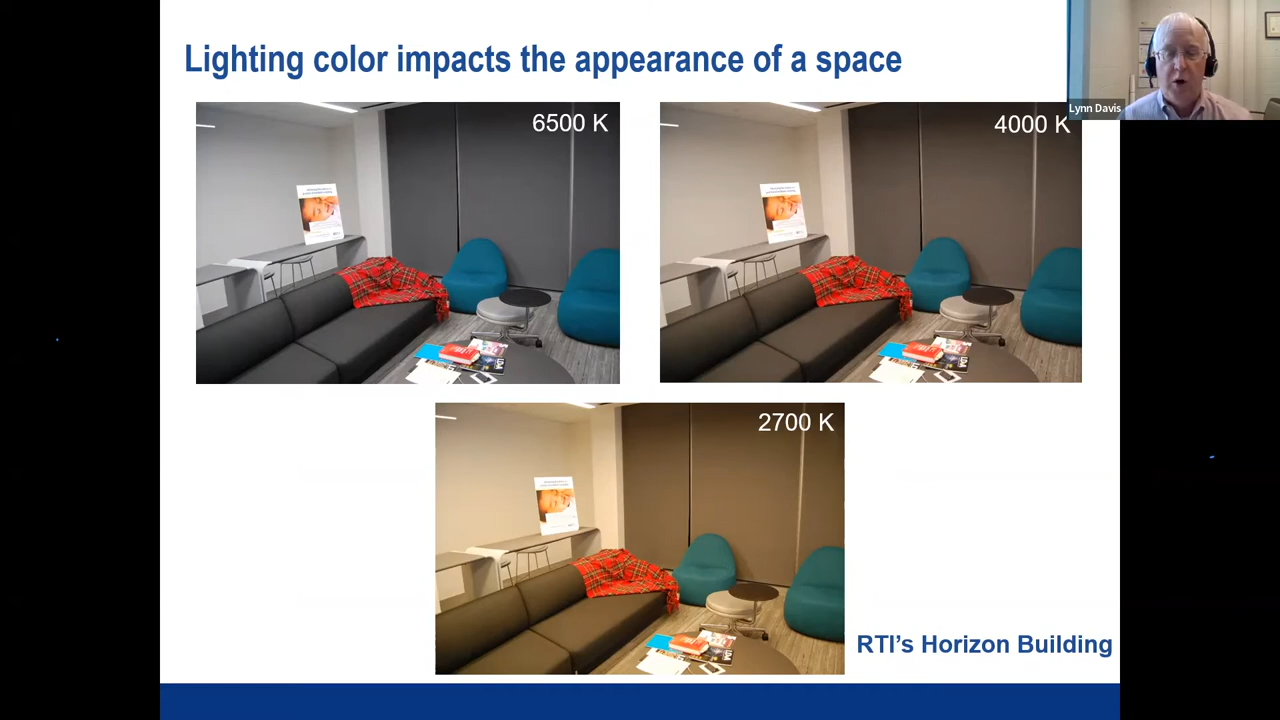 Lighting color impacts the appearance of a space
Lynn Davis
6500 K
4000 K
2700 K
RTI's Horizon Building